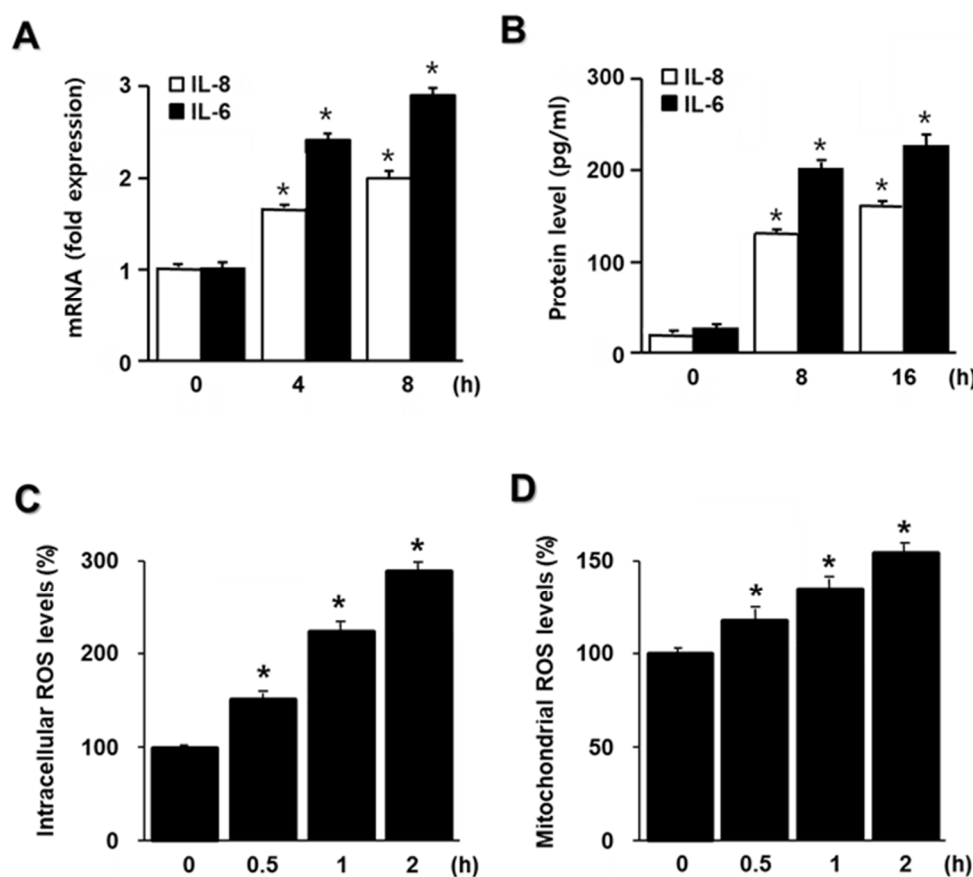 A
mRNA (fold expression)
3
2
1
0
IL-8
IL-6
*
*
*
*
0 4 8 (h)
B
Protein level (pg/ml)
300
200
100
0
IL-8
IL-6
*
*
*
*
0 8 16 (h)
C
Intracellular ROS levels (%)
300
200
100
0
*
*
*
0 0.5 1 2 (h)
D
Mitochondrial ROS levels (%)
150
100
50
0
*
*
*
0 0.5 1 2 (h)